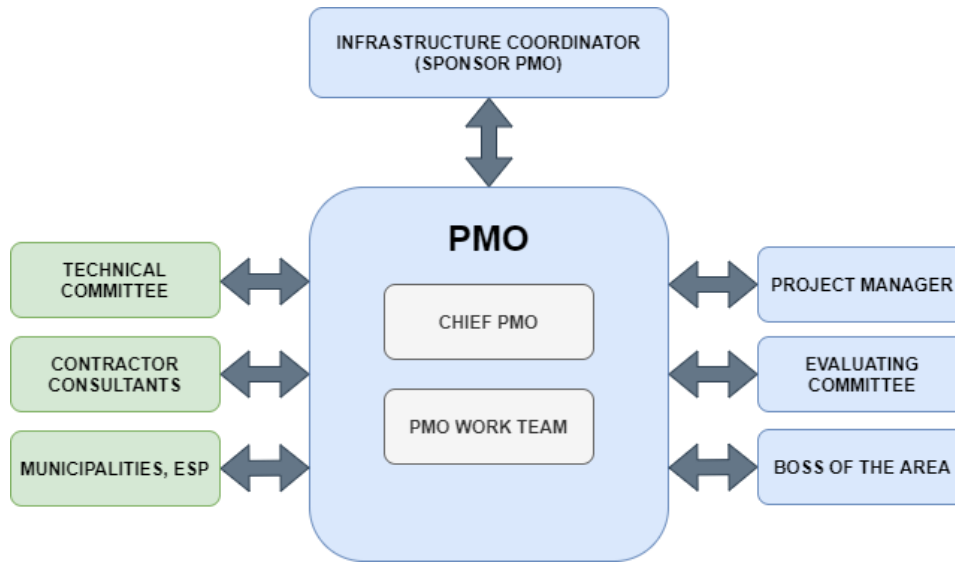 INFRASTRUCTURE COORDINATOR
(SPONSOR PMO)
PMO
TECHNICAL
COMMITTEE
CHIEF PMO
PROJECT MANAGER
CONTRACTOR
CONSULTANTS
EVALUATING
COMMITTEE
PMO WORK TEAM
MUNICIPALITIES, ESP
BOSS OF THE AREA